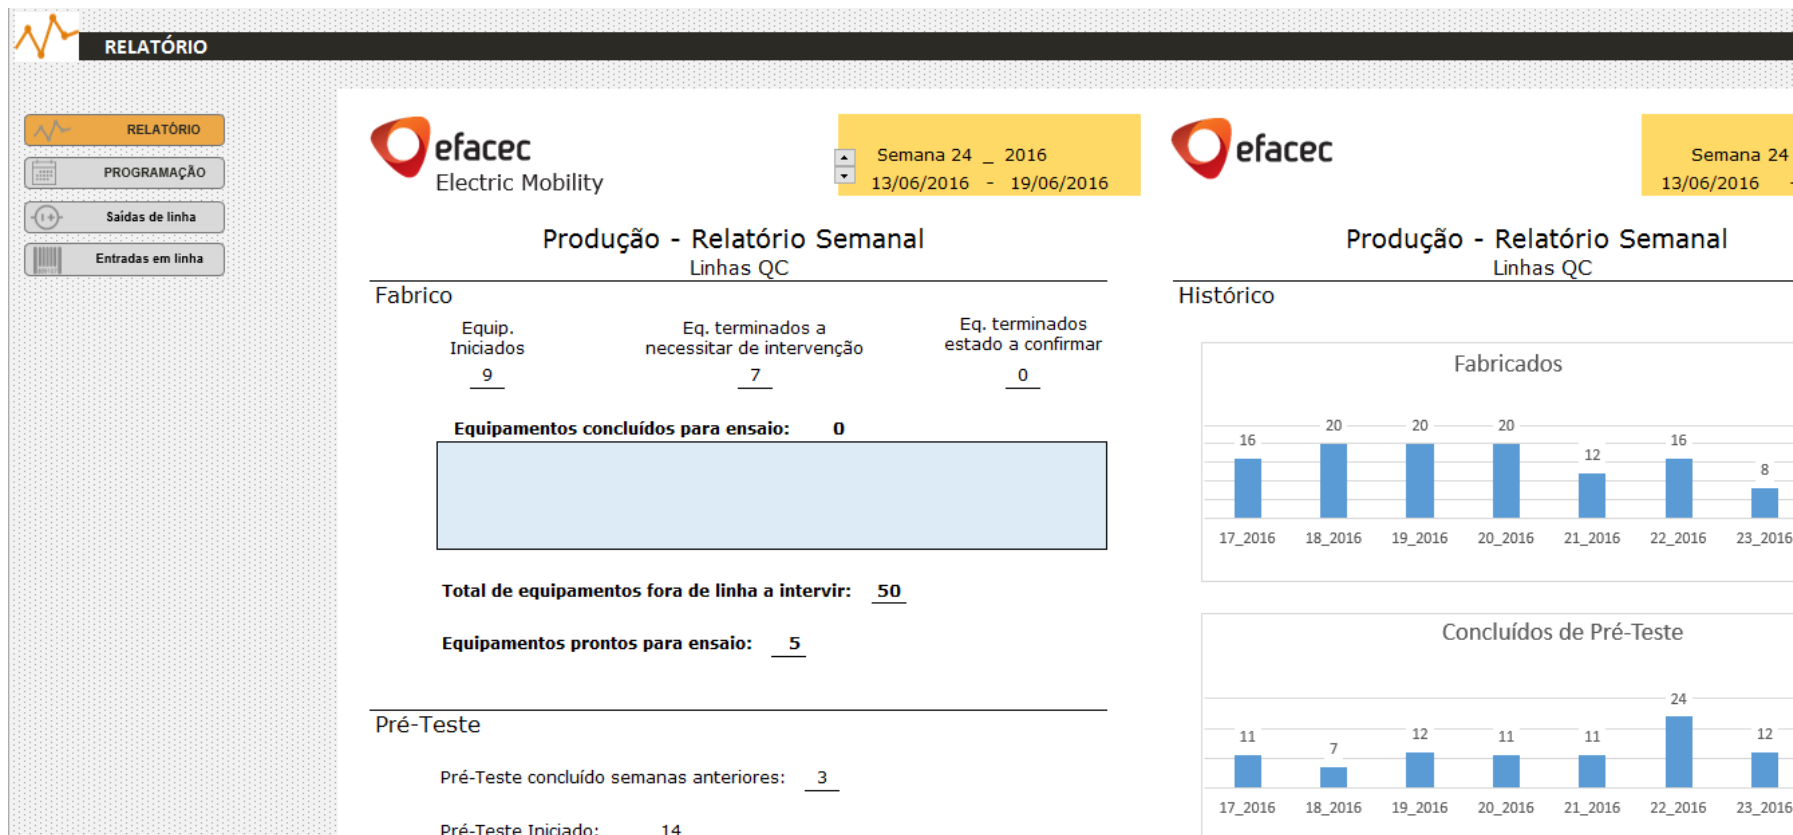 RELATÓRIO
RELATÓRIO
PROGRAMAÇÃO
Saídas de linha
Entradas em linha
efacec
Electric Mobility
Semana 24 _ 2016
13/06/2016 - 19/06/2016
Produção - Relatório Semanal
Linhas QC
Fabrico
Equip.
Iniciados
9
Eq. terminados a
necessitar de intervenção
7
Eq. terminados
estado a confirmar
0
Equipamentos concluídos para ensaio: 0
Total de equipamentos fora de linha a intervir: 50
Equipamentos prontos para ensaio: 5
Pré-Teste
Pré-Teste concluído semanas anteriores: 3
Pré-Teste Iniciado: 14
efacec
Semana 24
13/06/2016 -
Produção - Relatório Semanal
Linhas QC
Histórico
Fabricados
16 20 20 20 12 16 8
17_2016 18_2016 19_2016 20_2016 21_2016 22_2016 23_2016
Concluídos de Pré-Teste
11 7 12 11 11 24 12
17_2016 18_2016 19_2016 20_2016 21_2016 22_2016 23_2016